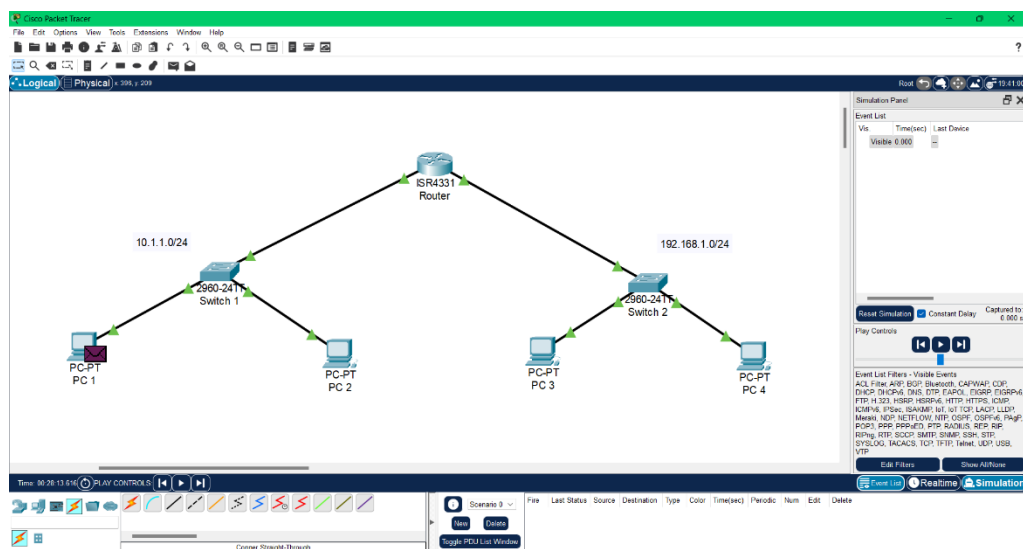 Cisco Packet Tracer
File Edit Options View Tools Extensions Window Help
?
Logical Physical x: 399, y: 209 Root 19:41:00
Simulation Panel
Event List
Vis. Time(sec) Last Device
Visible 0.000 --
ISR4331
Router
10.1.1.0/24
192.168.1.0/24
2960-24TT
Switch 1
2960-24TT
Switch 2
PC-PT
PC 1
PC-PT
PC 2
PC-PT
PC 3
PC-PT
PC 4
Reset Simulation Constant Delay Captured to:
0.000 s
Play Controls
Event List Filters - Visible Events
ACL Filter, ARP, BGP, Bluetooth, CAPWAP, CDP,
DHCP, DHCPv6, DNS, DTP, EAPOL, EIGRP, EIGRPv6,
FTP, H.323, HSRP, HSRPv6, HTTP, HTTPS, ICMP,
ICMPv6, IPSec, ISAKMP, IoT, IoT TCP, LACP, LLDP,
Meraki, NDP, NETFLOW, NTP, OSPF, OSPFv6, PAgP,
POP3, PPP, PPPoED, PTP, RADIUS, REP, RIP,
RIPng, RTP, SCCP, SMTP, SNMP, SSH, STP,
SYSLOG, TACACS, TCP, TFTP, Telnet, UDP, USB,
VTP
Edit Filters Show All/None
Time: 00:20:13.616 PLAY CONTROLS: Event List Realtime Simulation
Scenario 0
New Delete
Toggle PDU List Window
Fire Last Status Source Destination Type Color Time(sec) Periodic Num Edit Delete
Copper Straight-Through